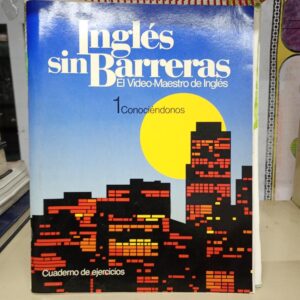 Inglés
sin Barreras
El Video-Maestro de Inglés
1 Conociéndonos
Cuaderno de ejercicios